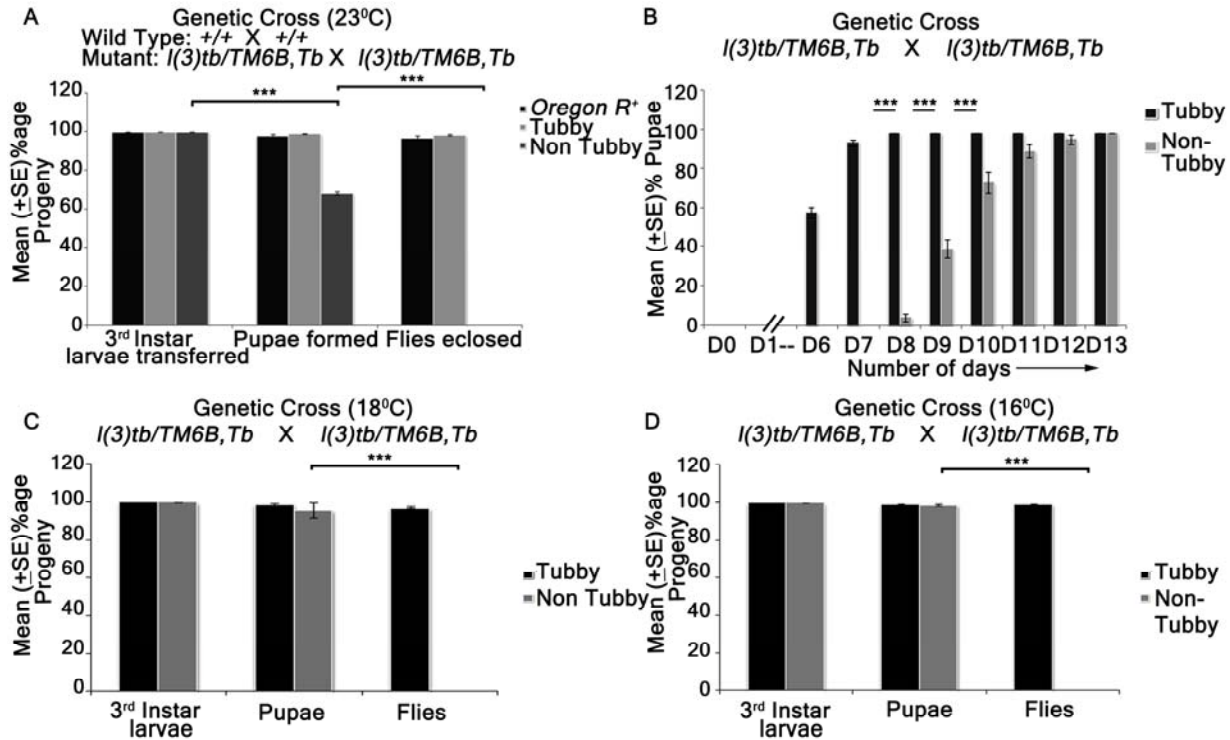 A
Genetic Cross (23⁰C)
Wild Type: +/+ X +/+
Mutant: l(3)tb/TM6B,Tb X l(3)tb/TM6B,Tb
***
***
Mean (±SE)%age
Progeny
120
100
80
60
40
20
0
3rd Instar
larvae transferred
Pupae formed
Flies eclosed
Oregon R+
Tubby
Non Tubby
B
Genetic Cross
l(3)tb/TM6B,Tb X l(3)tb/TM6B,Tb
*** *** ***
Mean (±SE)% Pupae
120
100
80
60
40
20
0
D0 D1-- D6 D7 D8 D9 D10 D11 D12 D13
Number of days
Tubby
Non-
Tubby
C
Genetic Cross (18⁰C)
l(3)tb/TM6B,Tb X l(3)tb/TM6B,Tb
***
Mean (±SE)%age
Progeny
120
100
80
60
40
20
0
3rd Instar
larvae
Pupae
Flies
Tubby
Non Tubby
D
Genetic Cross (16⁰C)
l(3)tb/TM6B,Tb X l(3)tb/TM6B,Tb
***
Mean (±SE)%age
Progeny
120
100
80
60
40
20
0
3rd Instar
larvae
Pupae
Flies
Tubby
Non-
Tubby